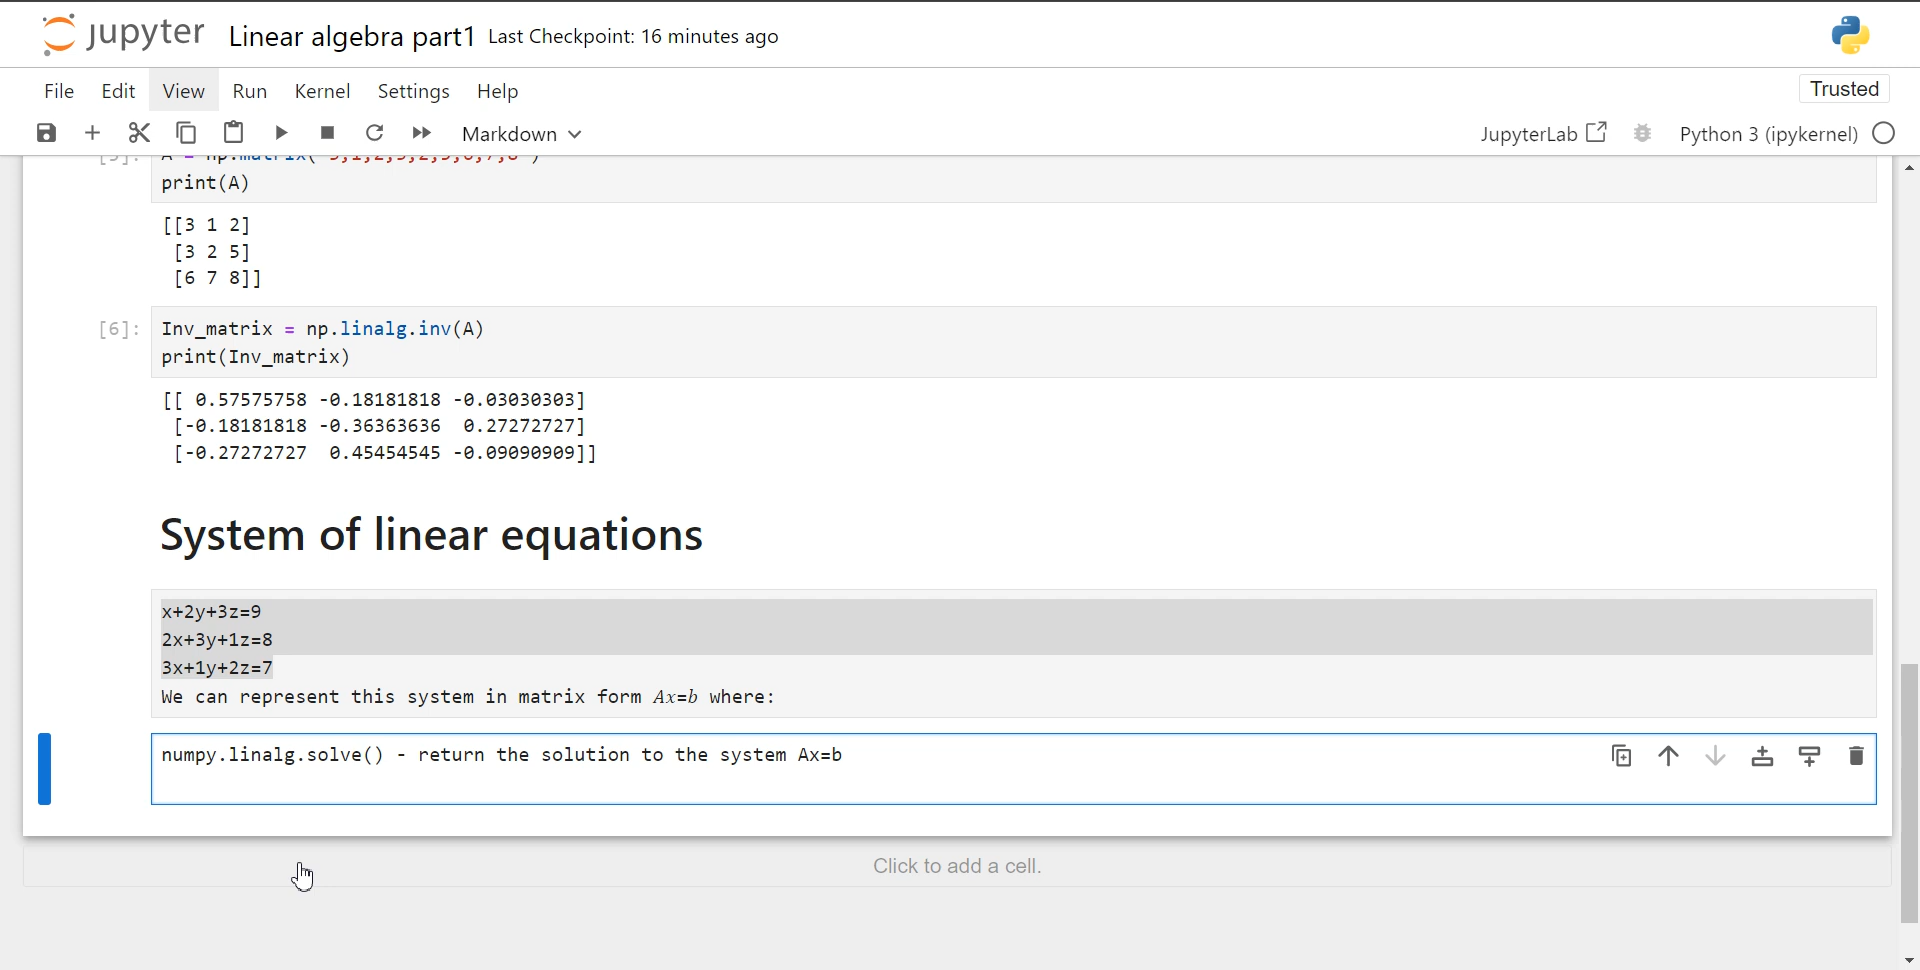 jupyter Linear algebra part1 Last Checkpoint: 16 minutes ago
File Edit View Run Kernel Settings Help
Trusted
Markdown
JupyterLab Python 3 (ipykernel)
print(A)
[[3 1 2]
[3 2 5]
[6 7 8]]
[6]: Inv_matrix = np.linalg.inv(A)
print(Inv_matrix)
[[ 0.57575758 -0.18181818 -0.03030303]
[-0.18181818 -0.36363636 0.27272727]
[-0.27272727 0.45454545 -0.09090909]]
System of linear equations
x+2y+3z=9
2x+3y+1z=8
3x+1y+2z=7
We can represent this system in matrix form Ax=b where:
numpy.linalg.solve() - return the solution to the system Ax=b
Click to add a cell.